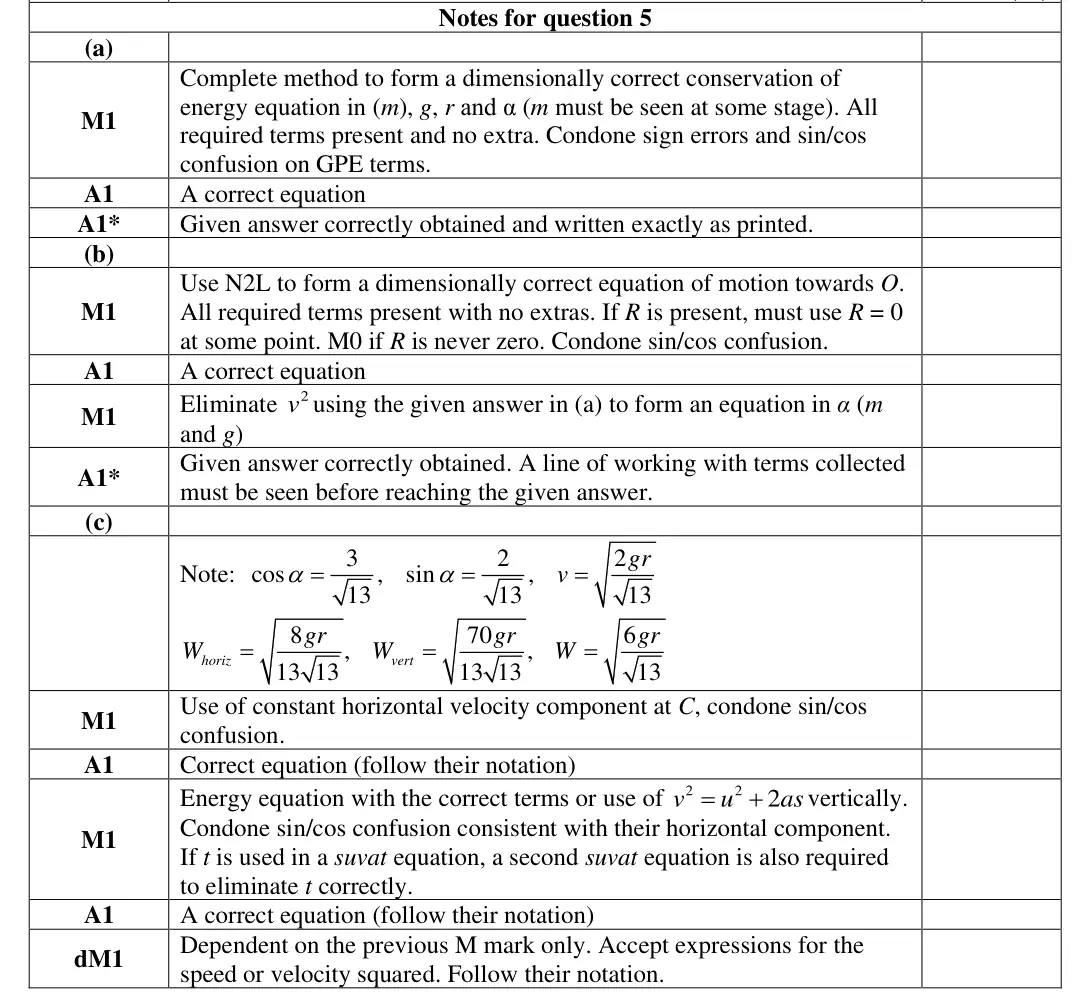 Notes for question 5
(a)
M1
Complete method to form a dimensionally correct conservation of
energy equation in (m), g, r and α (m must be seen at some stage). All
required terms present and no extra. Condone sign errors and sin/cos
confusion on GPE terms.
A1
A correct equation
A1*
Given answer correctly obtained and written exactly as printed.
(b)
M1
Use N2L to form a dimensionally correct equation of motion towards O.
All required terms present with no extras. If R is present, must use R = 0
at some point. M0 if R is never zero. Condone sin/cos confusion.
A1
A correct equation
M1
Eliminate v² using the given answer in (a) to form an equation in α (m
and g)
A1*
Given answer correctly obtained. A line of working with terms collected
must be seen before reaching the given answer.
(c)
Note: cos α = 3/√13, sin α = 2/√13, v = √(2gr/√13)
W_horiz = √(8gr/13√13), W_vert = √(70gr/13√13), W = √(6gr/√13)
M1
Use of constant horizontal velocity component at C, condone sin/cos
confusion.
A1
Correct equation (follow their notation)
M1
Energy equation with the correct terms or use of v² = u² + 2as vertically.
Condone sin/cos confusion consistent with their horizontal component.
If t is used in a suvat equation, a second suvat equation is also required
to eliminate t correctly.
A1
A correct equation (follow their notation)
dM1
Dependent on the previous M mark only. Accept expressions for the
speed or velocity squared. Follow their notation.